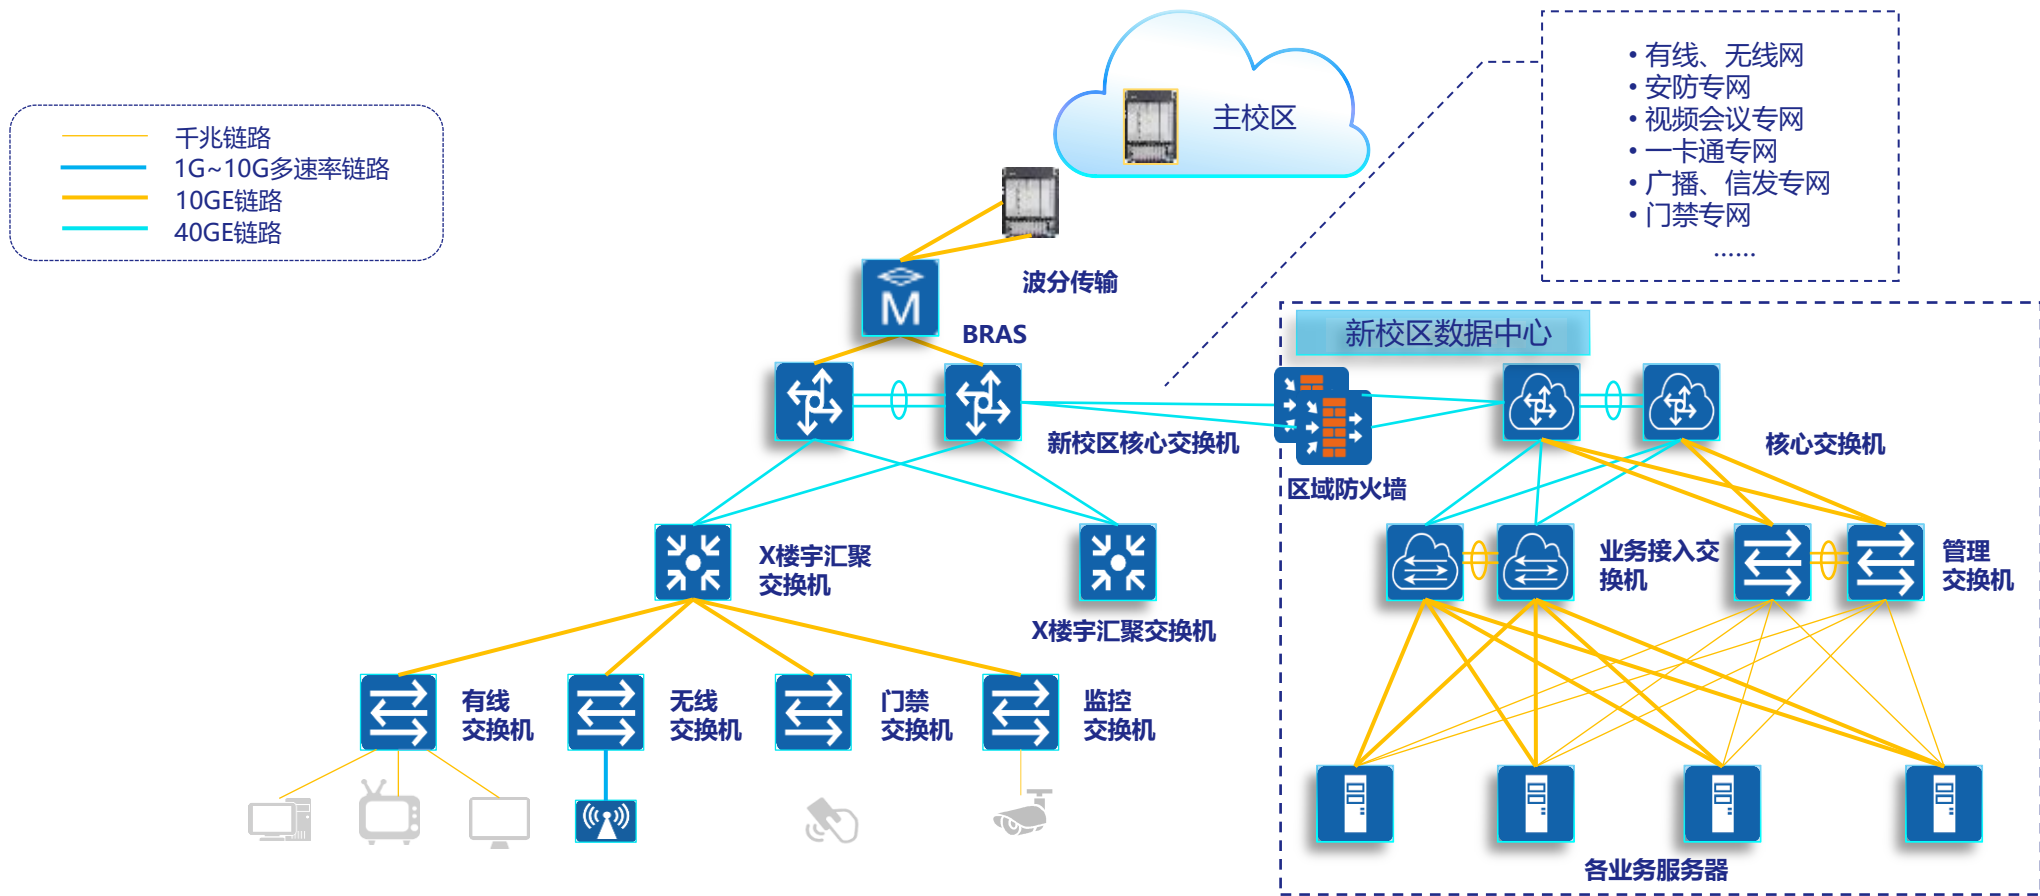 主校区
• 有线、无线网
• 安防专网
• 视频会议专网
• 一卡通专网
• 广播、信发专网
• 门禁专网
......
千兆链路
1G~10G多速率链路
10GE链路
40GE链路
波分传输
M
BRAS
新校区数据中心
新校区核心交换机
核心交换机
区域防火墙
X楼宇汇聚
交换机
X楼宇汇聚交换机
业务接入交
换机
管理
交换机
有线
交换机
无线
交换机
门禁
交换机
监控
交换机
各业务服务器